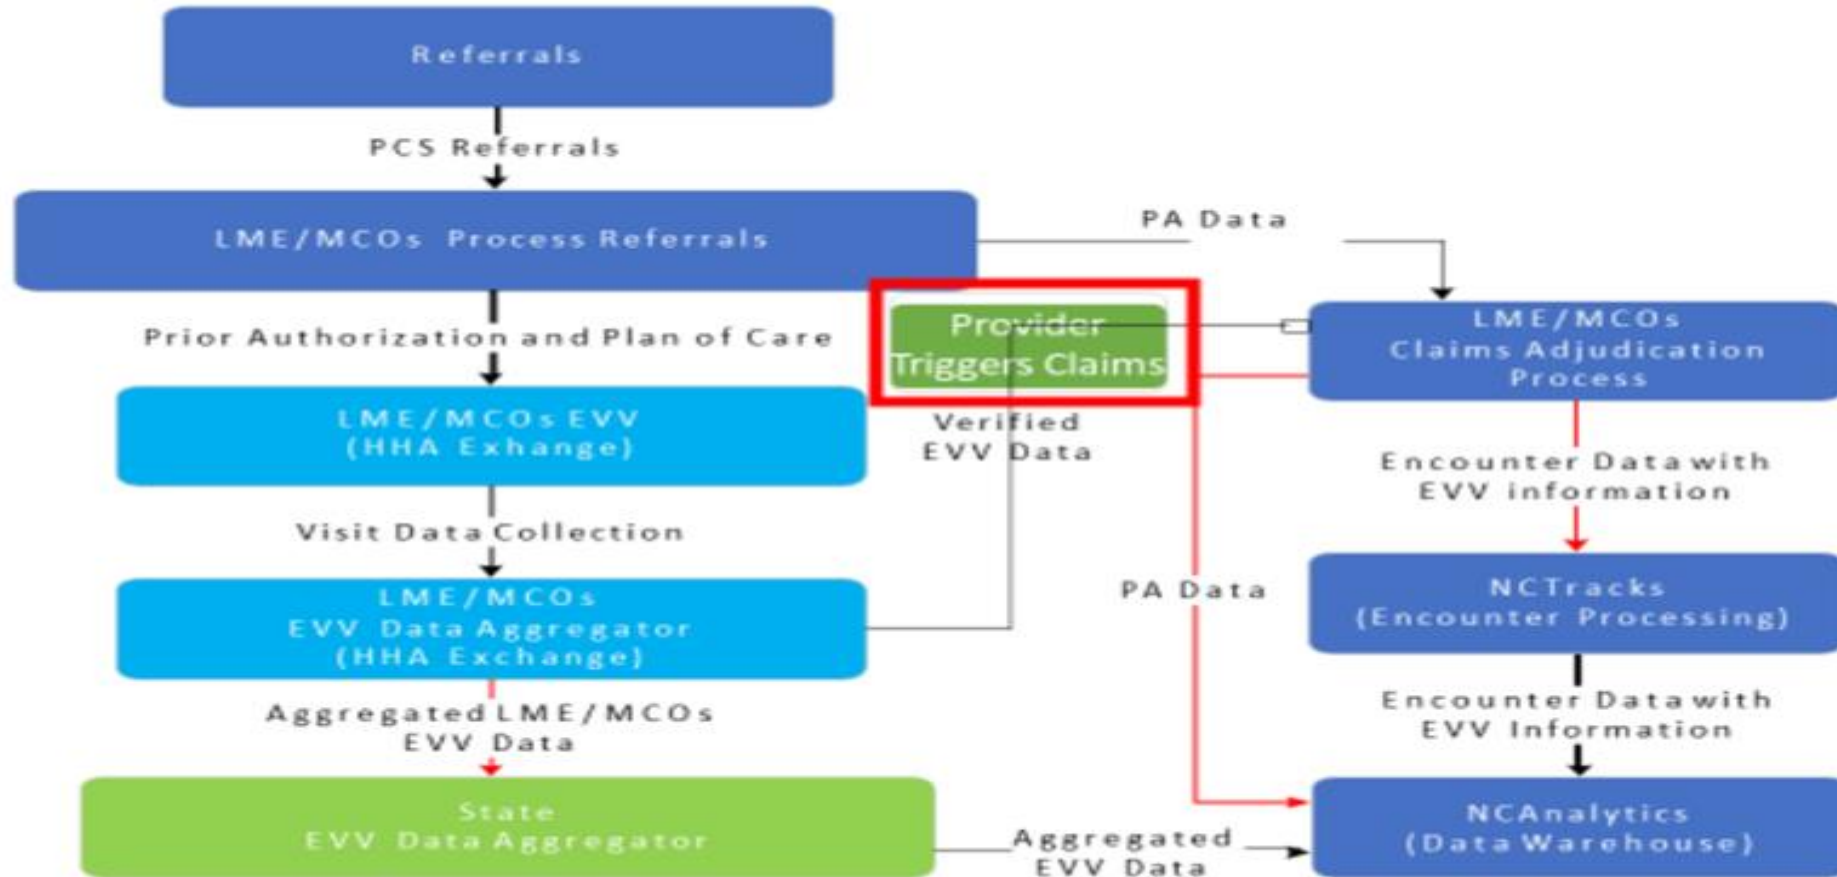 Referrals
PCS Referrals
LME/MCOs Process Referrals
PA Data
Prior Authorization and Plan of Care
Provider
Triggers Claims
LME/MCOs
Claims Adjudication
Process
LME/MCOs EVV
(HHA Exhange)
Verified
EVV Data
Encounter Data with
EVV information
Visit Data Collection
LME/MCOs
EVV Data Aggregator
(HHA Exchange)
PA Data
NCTracks
(Encounter Processing)
Aggregated LME/MCOs
EVV Data
Encounter Data with
EVV Information
State
EVV Data Aggregator
Aggregated
EVV Data
NCAnalytics
(Data Warehouse)